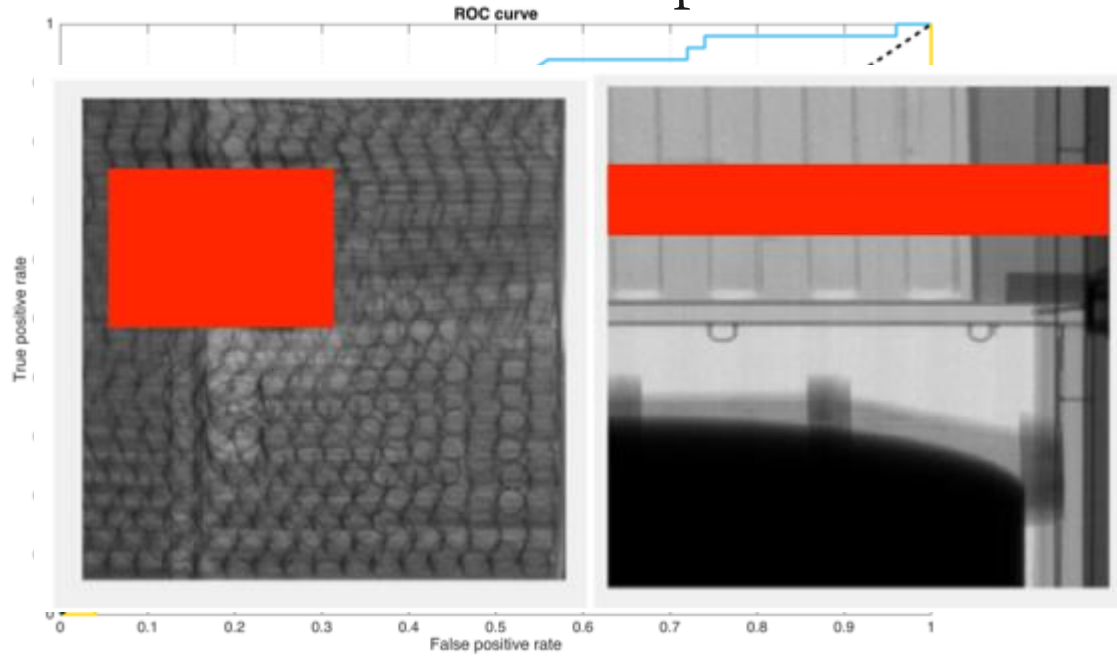 ROC curve
1
True positive rate
0
0 0.1 0.2 0.3 0.4 0.5 0.6 0.7 0.8 0.9 1
False positive rate